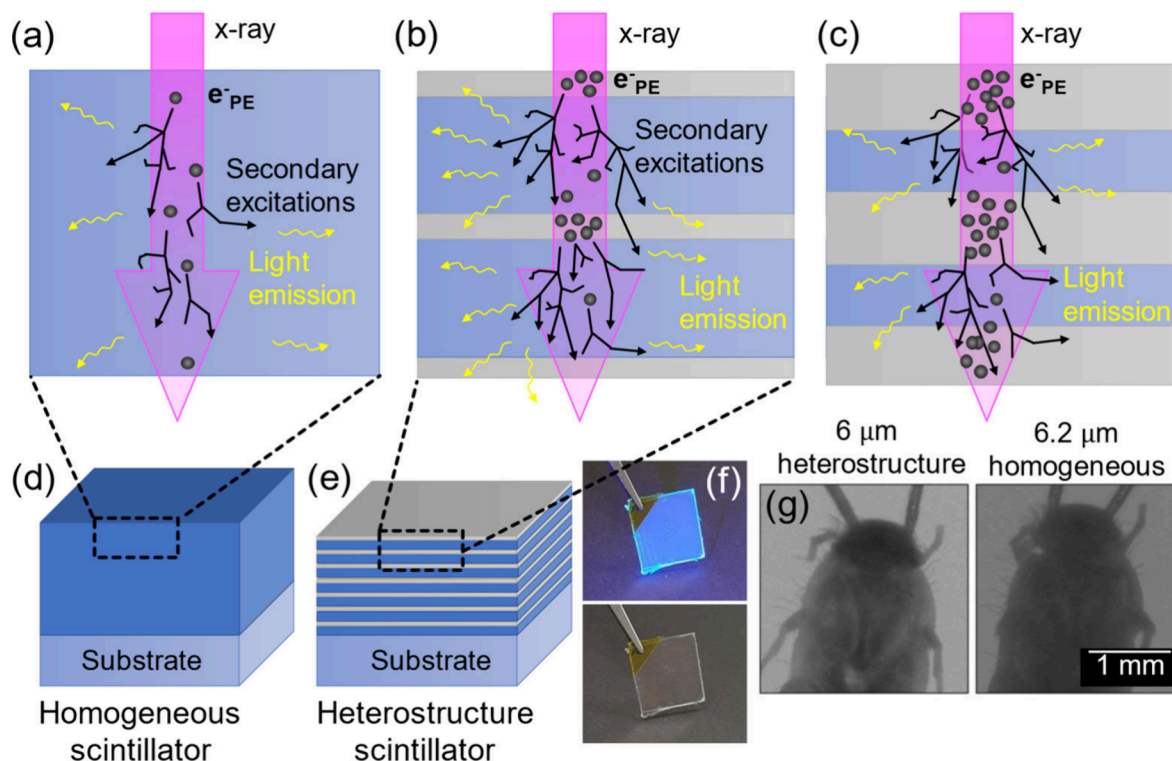 (a)
x-ray
e⁻PE
Secondary
excitations
Light
emission
(b)
x-ray
e⁻PE
Secondary
excitations
Light
emission
(c)
x-ray
e⁻PE
Light
emission
(d)
Substrate
Homogeneous
scintillator
(e)
Substrate
Heterostructure
scintillator
(f)
6 μm
heterostructure
6.2 μm
homogeneous
(g)
1 mm